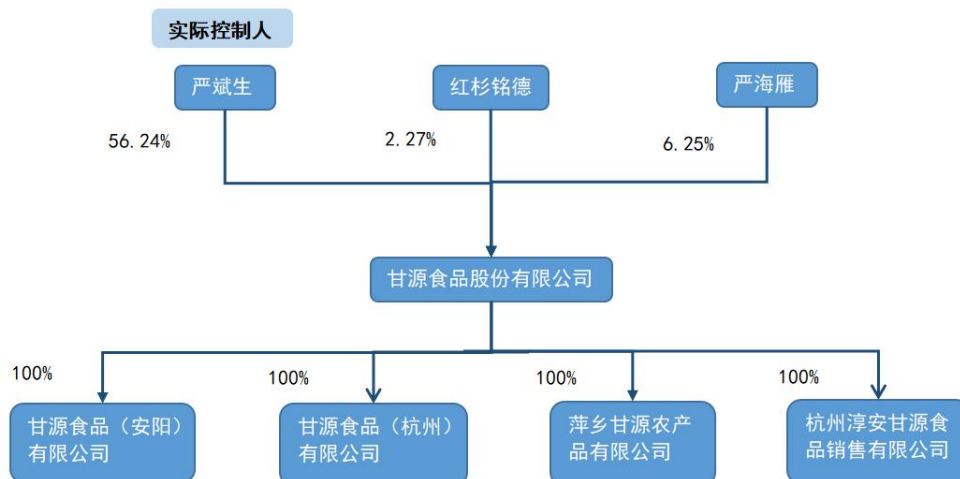 实际控制人
严斌生
红杉铭德
严海雁
56.24%
2.27%
6.25%
甘源食品股份有限公司
100%
100%
100%
100%
甘源食品（安阳）
有限公司
甘源食品（杭州）
有限公司
萍乡甘源农产
品有限公司
杭州淳安甘源食
品销售有限公司